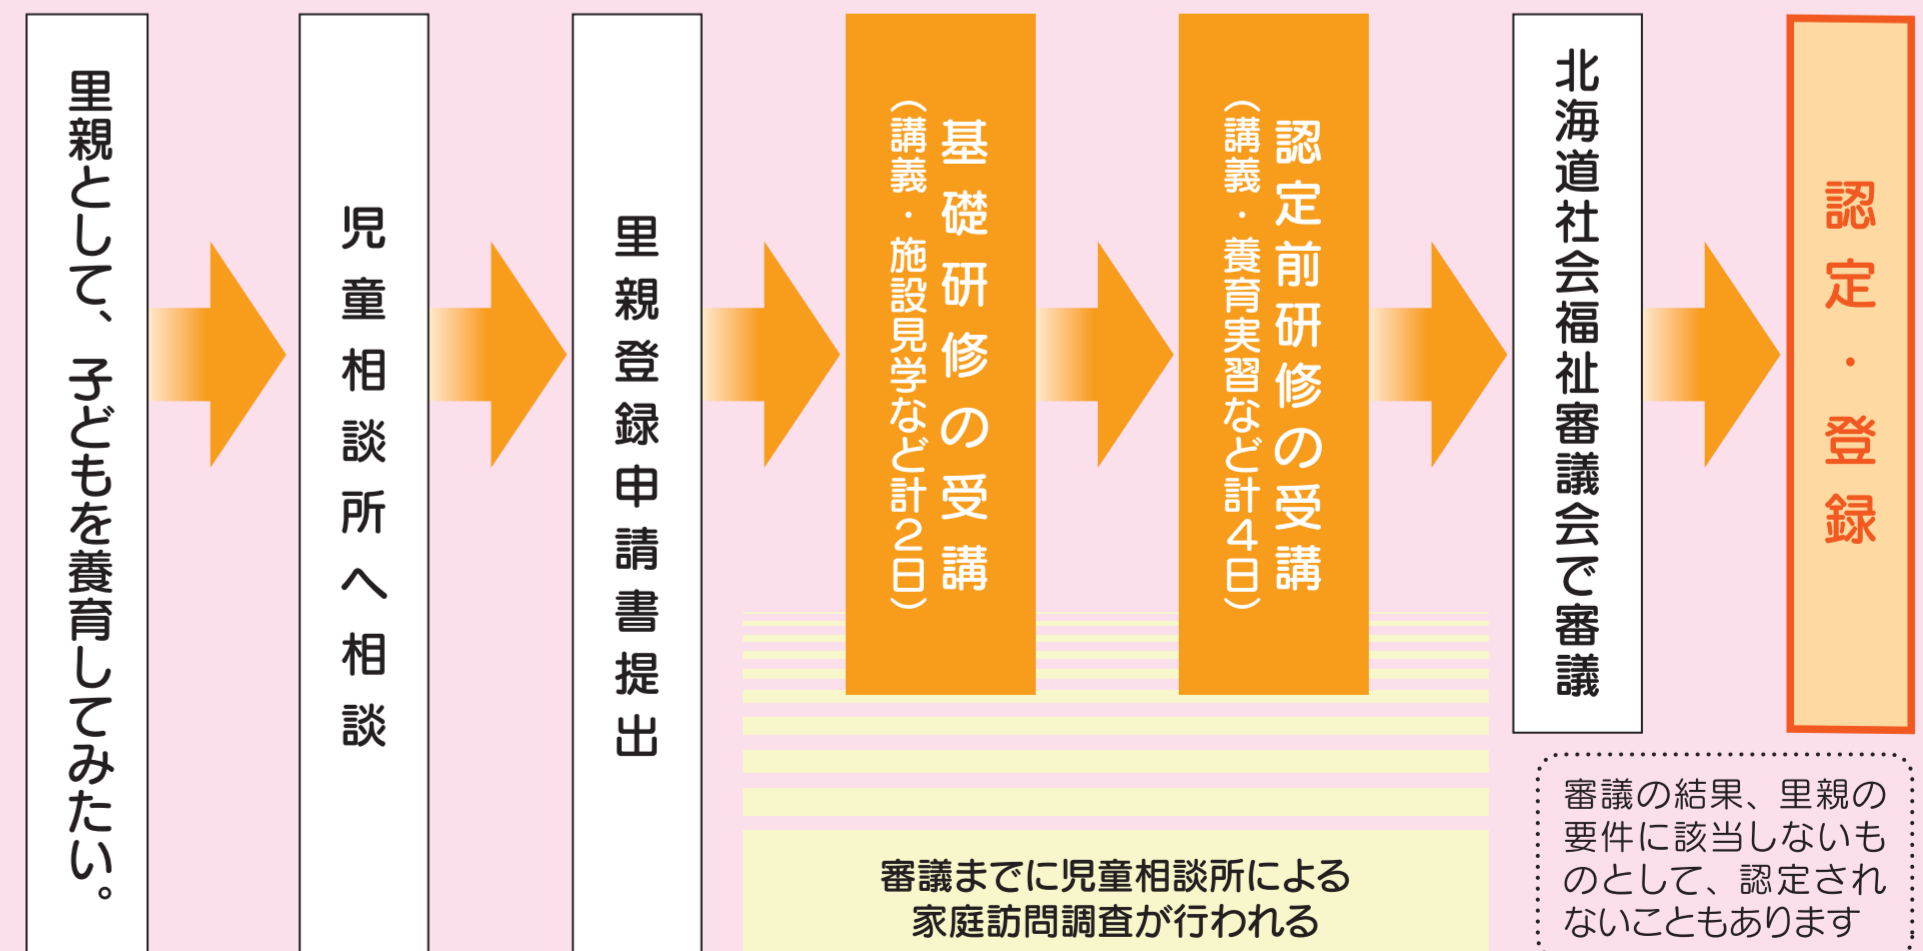 里親として、子どもを養育してみたい。
児童相談所へ相談
里親登録申請書提出
基礎研修の受講
（講義・施設見学など計２日）
認定前研修の受講
（講義・養育実習など計４日）
北海道社会福祉審議会で審議
認定・登録
審議までに児童相談所による
家庭訪問調査が行われる
審議の結果、里親の
要件に該当しないも
のとして、認定され
ないこともあります